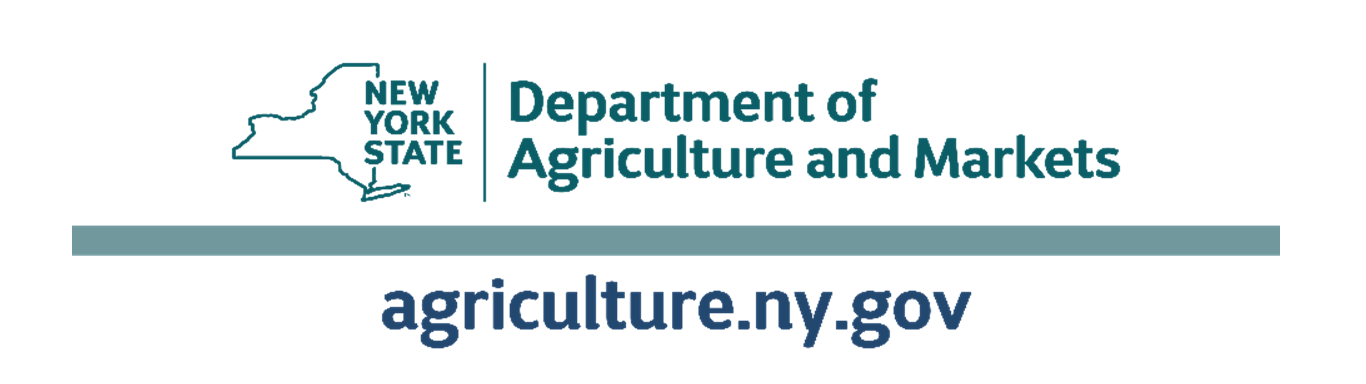 NEW
YORK
STATE
Department of
Agriculture and Markets
agriculture.ny.gov